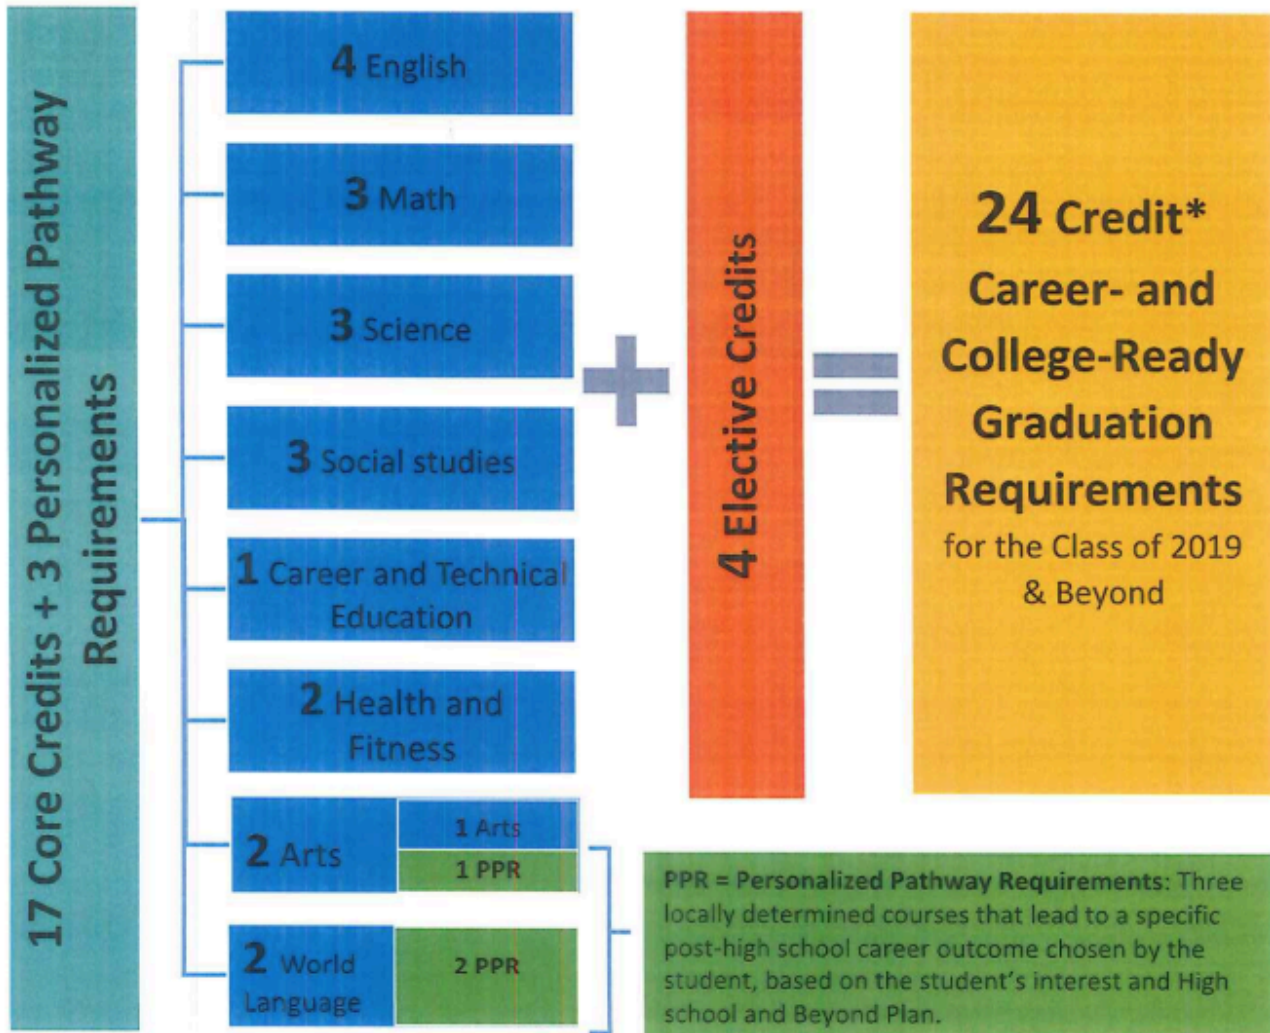 17 Core Credits + 3 Personalized Pathway
Requirements
4 English
3 Math
3 Science
3 Social studies
1 Career and Technical
Education
2 Health and
Fitness
2 Arts
1 Arts
1 PPR
2 World
Language
2 PPR
4 Elective Credits
24 Credit*
Career- and
College-Ready
Graduation
Requirements
for the Class of 2019
& Beyond
PPR = Personalized Pathway Requirements: Three
locally determined courses that lead to a specific
post-high school career outcome chosen by the
student, based on the student's interest and High
school and Beyond Plan.